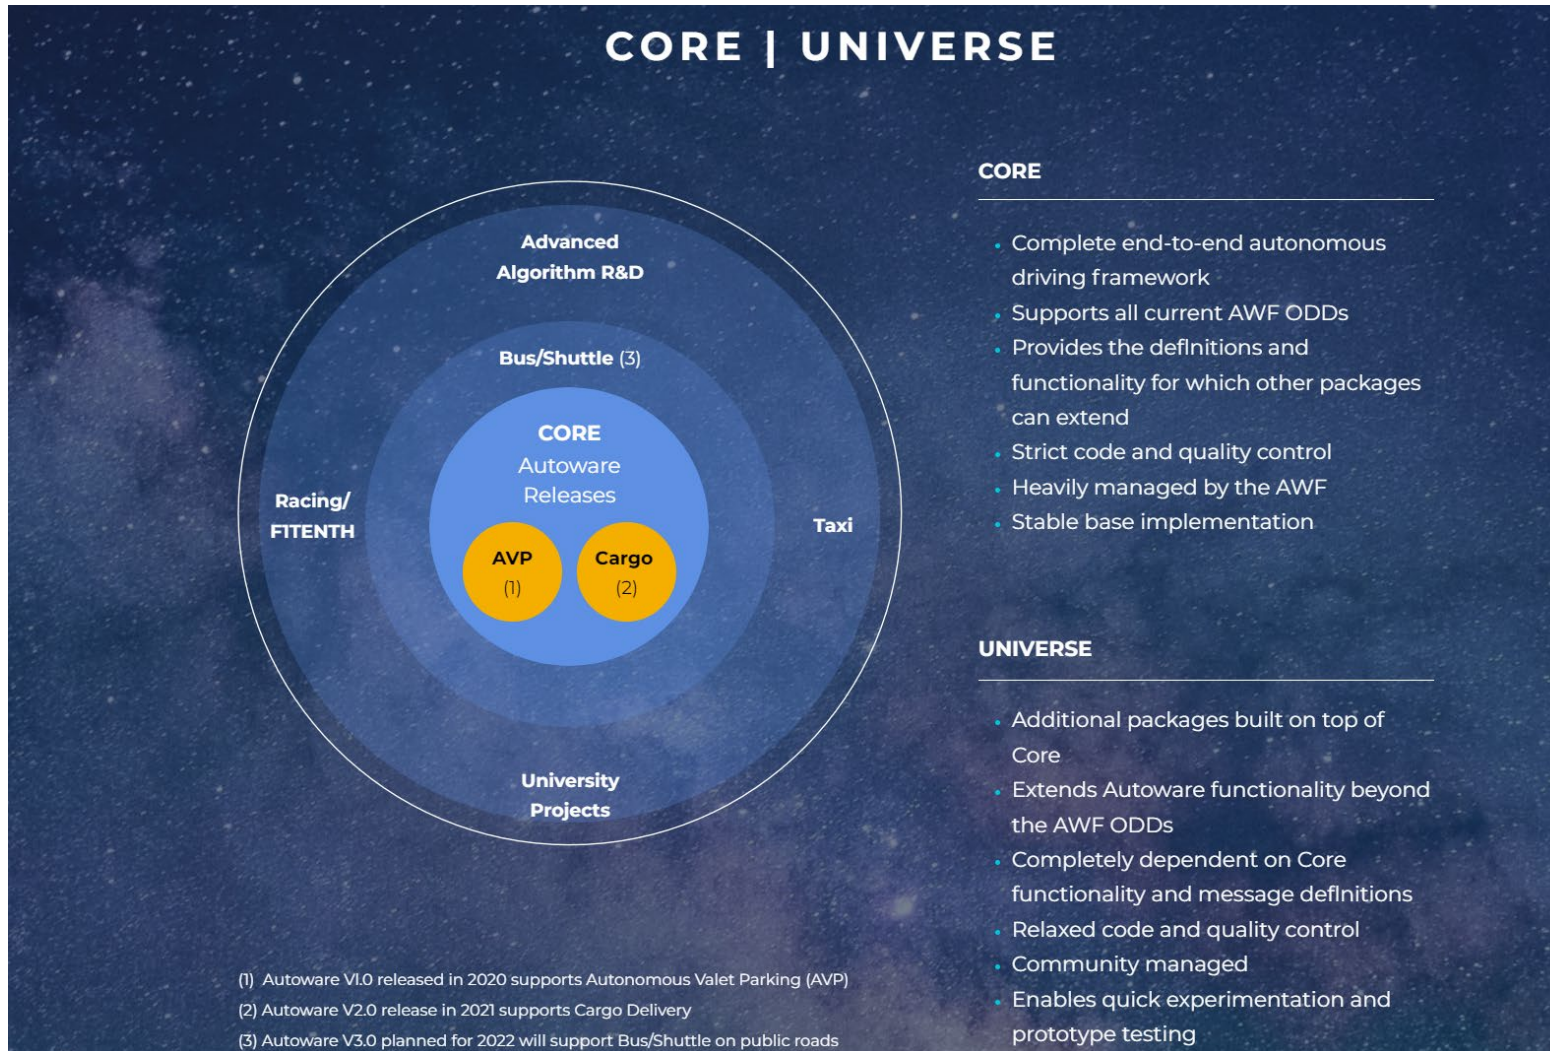 CORE | UNIVERSE
Advanced
Algorithm R&D
Bus/Shuttle (3)
CORE
Autoware
Releases
Racing/
F1TENTH
Taxi
AVP
(1)
Cargo
(2)
University
Projects
(1) Autoware V1.0 released in 2020 supports Autonomous Valet Parking (AVP)
(2) Autoware V2.0 release in 2021 supports Cargo Delivery
(3) Autoware V3.0 planned for 2022 will support Bus/Shuttle on public roads
CORE
• Complete end-to-end autonomous
driving framework
• Supports all current AWF ODDs
• Provides the definitions and
functionality for which other packages
can extend
• Strict code and quality control
• Heavily managed by the AWF
• Stable base implementation
UNIVERSE
• Additional packages built on top of
Core
• Extends Autoware functionality beyond
the AWF ODDs
• Completely dependent on Core
functionality and message definitions
• Relaxed code and quality control
• Community managed
• Enables quick experimentation and
prototype testing